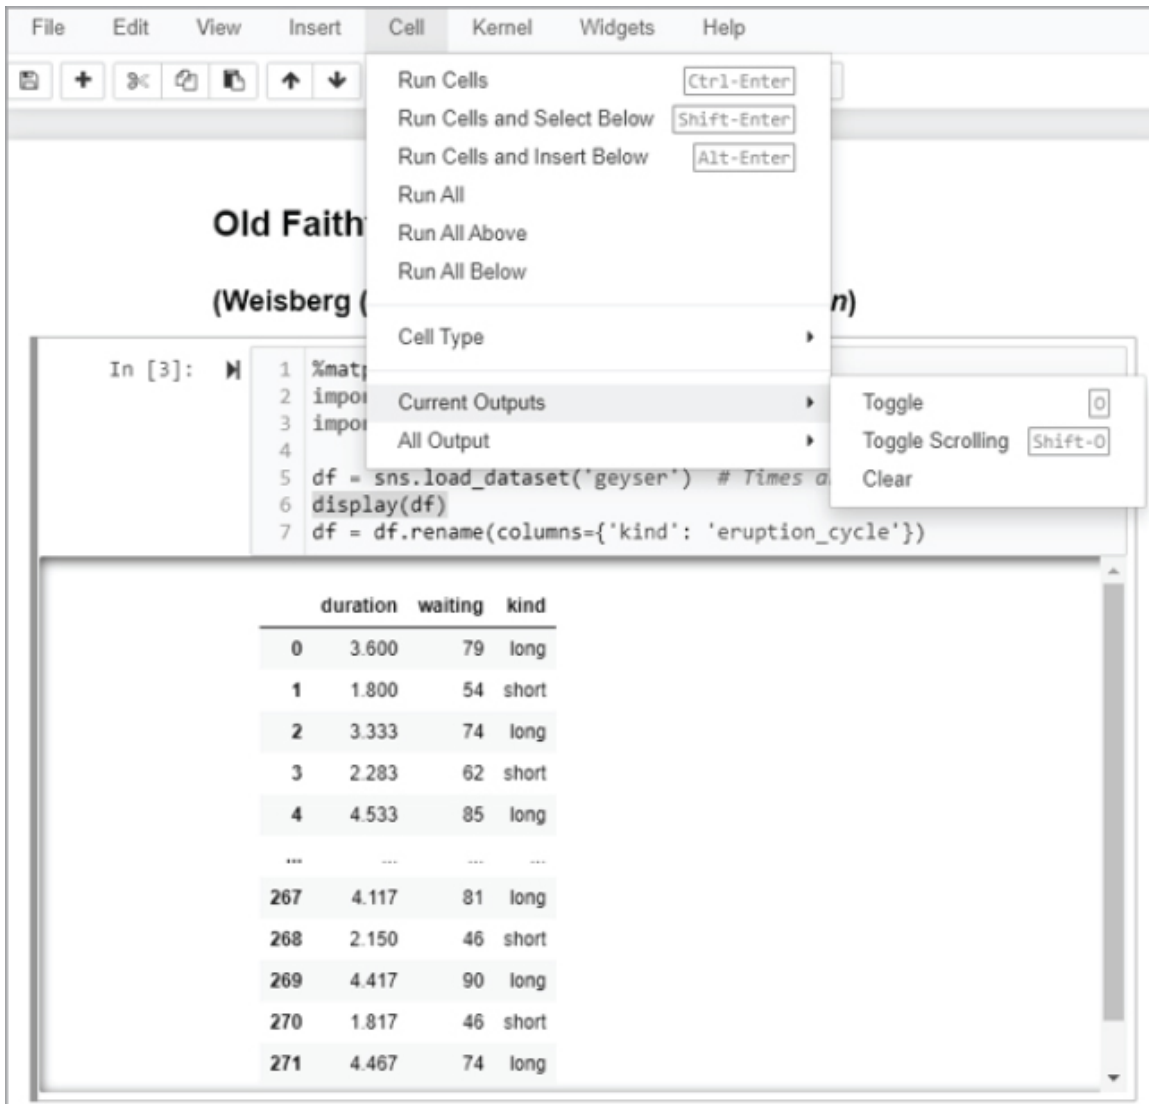 File Edit View Insert Cell Kernel Widgets Help
Run Cells Ctrl-Enter
Run Cells and Select Below Shift-Enter
Run Cells and Insert Below Alt-Enter
Run All
Run All Above
Run All Below
Cell Type
Current Outputs
All Output
Toggle O
Toggle Scrolling Shift-O
Clear
Old Faith
(Weisberg ( n)
In [3]:
1 %matp
2 impor
3 impor
4
5 df = sns.load_dataset('geyser') # Times a
6 display(df)
7 df = df.rename(columns={'kind': 'eruption_cycle'})
duration waiting kind
0 3.600 79 long
1 1.800 54 short
2 3.333 74 long
3 2.283 62 short
4 4.533 85 long
... ... ... ...
267 4.117 81 long
268 2.150 46 short
269 4.417 90 long
270 1.817 46 short
271 4.467 74 long